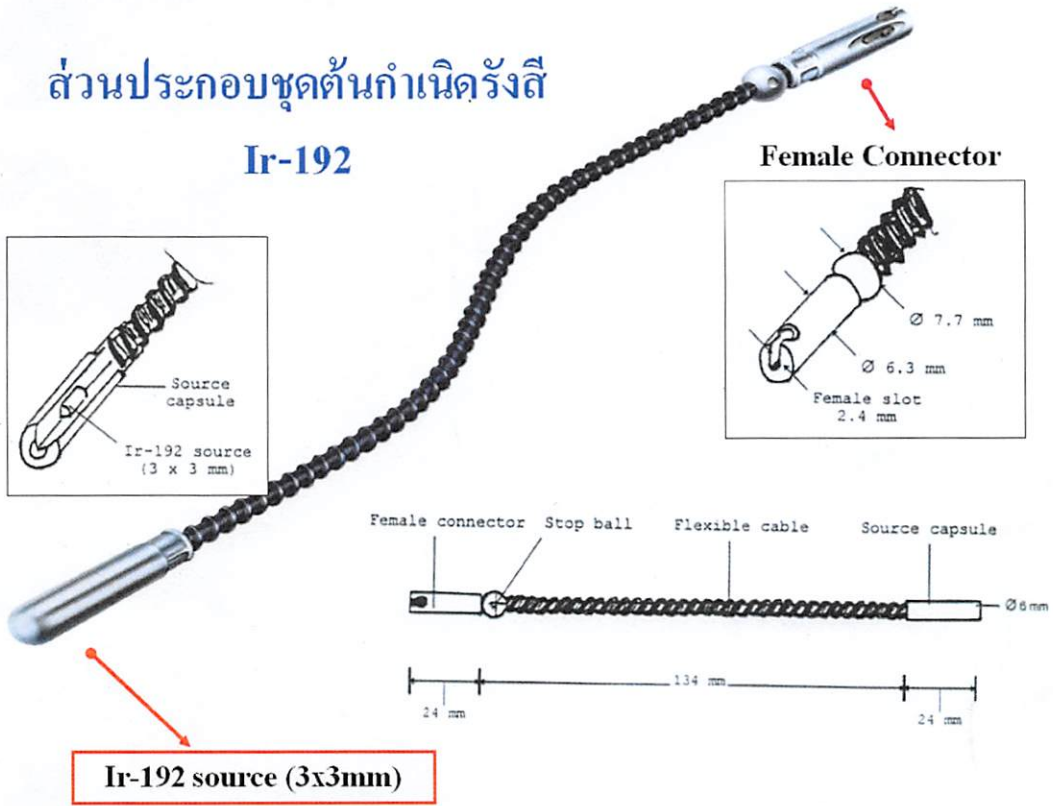 ส่วนประกอบชุดต้นกำเนิดรังสี
Ir-192
Female Connector
Ø 7.7 mm
Ø 6.3 mm
Female slot
2.4 mm
Source
capsule
Ir-192 source
(3 x 3 mm)
Female connector Stop ball Flexible cable Source capsule
Ø6mm
134 mm
24 mm 24 mm
Ir-192 source (3x3mm)